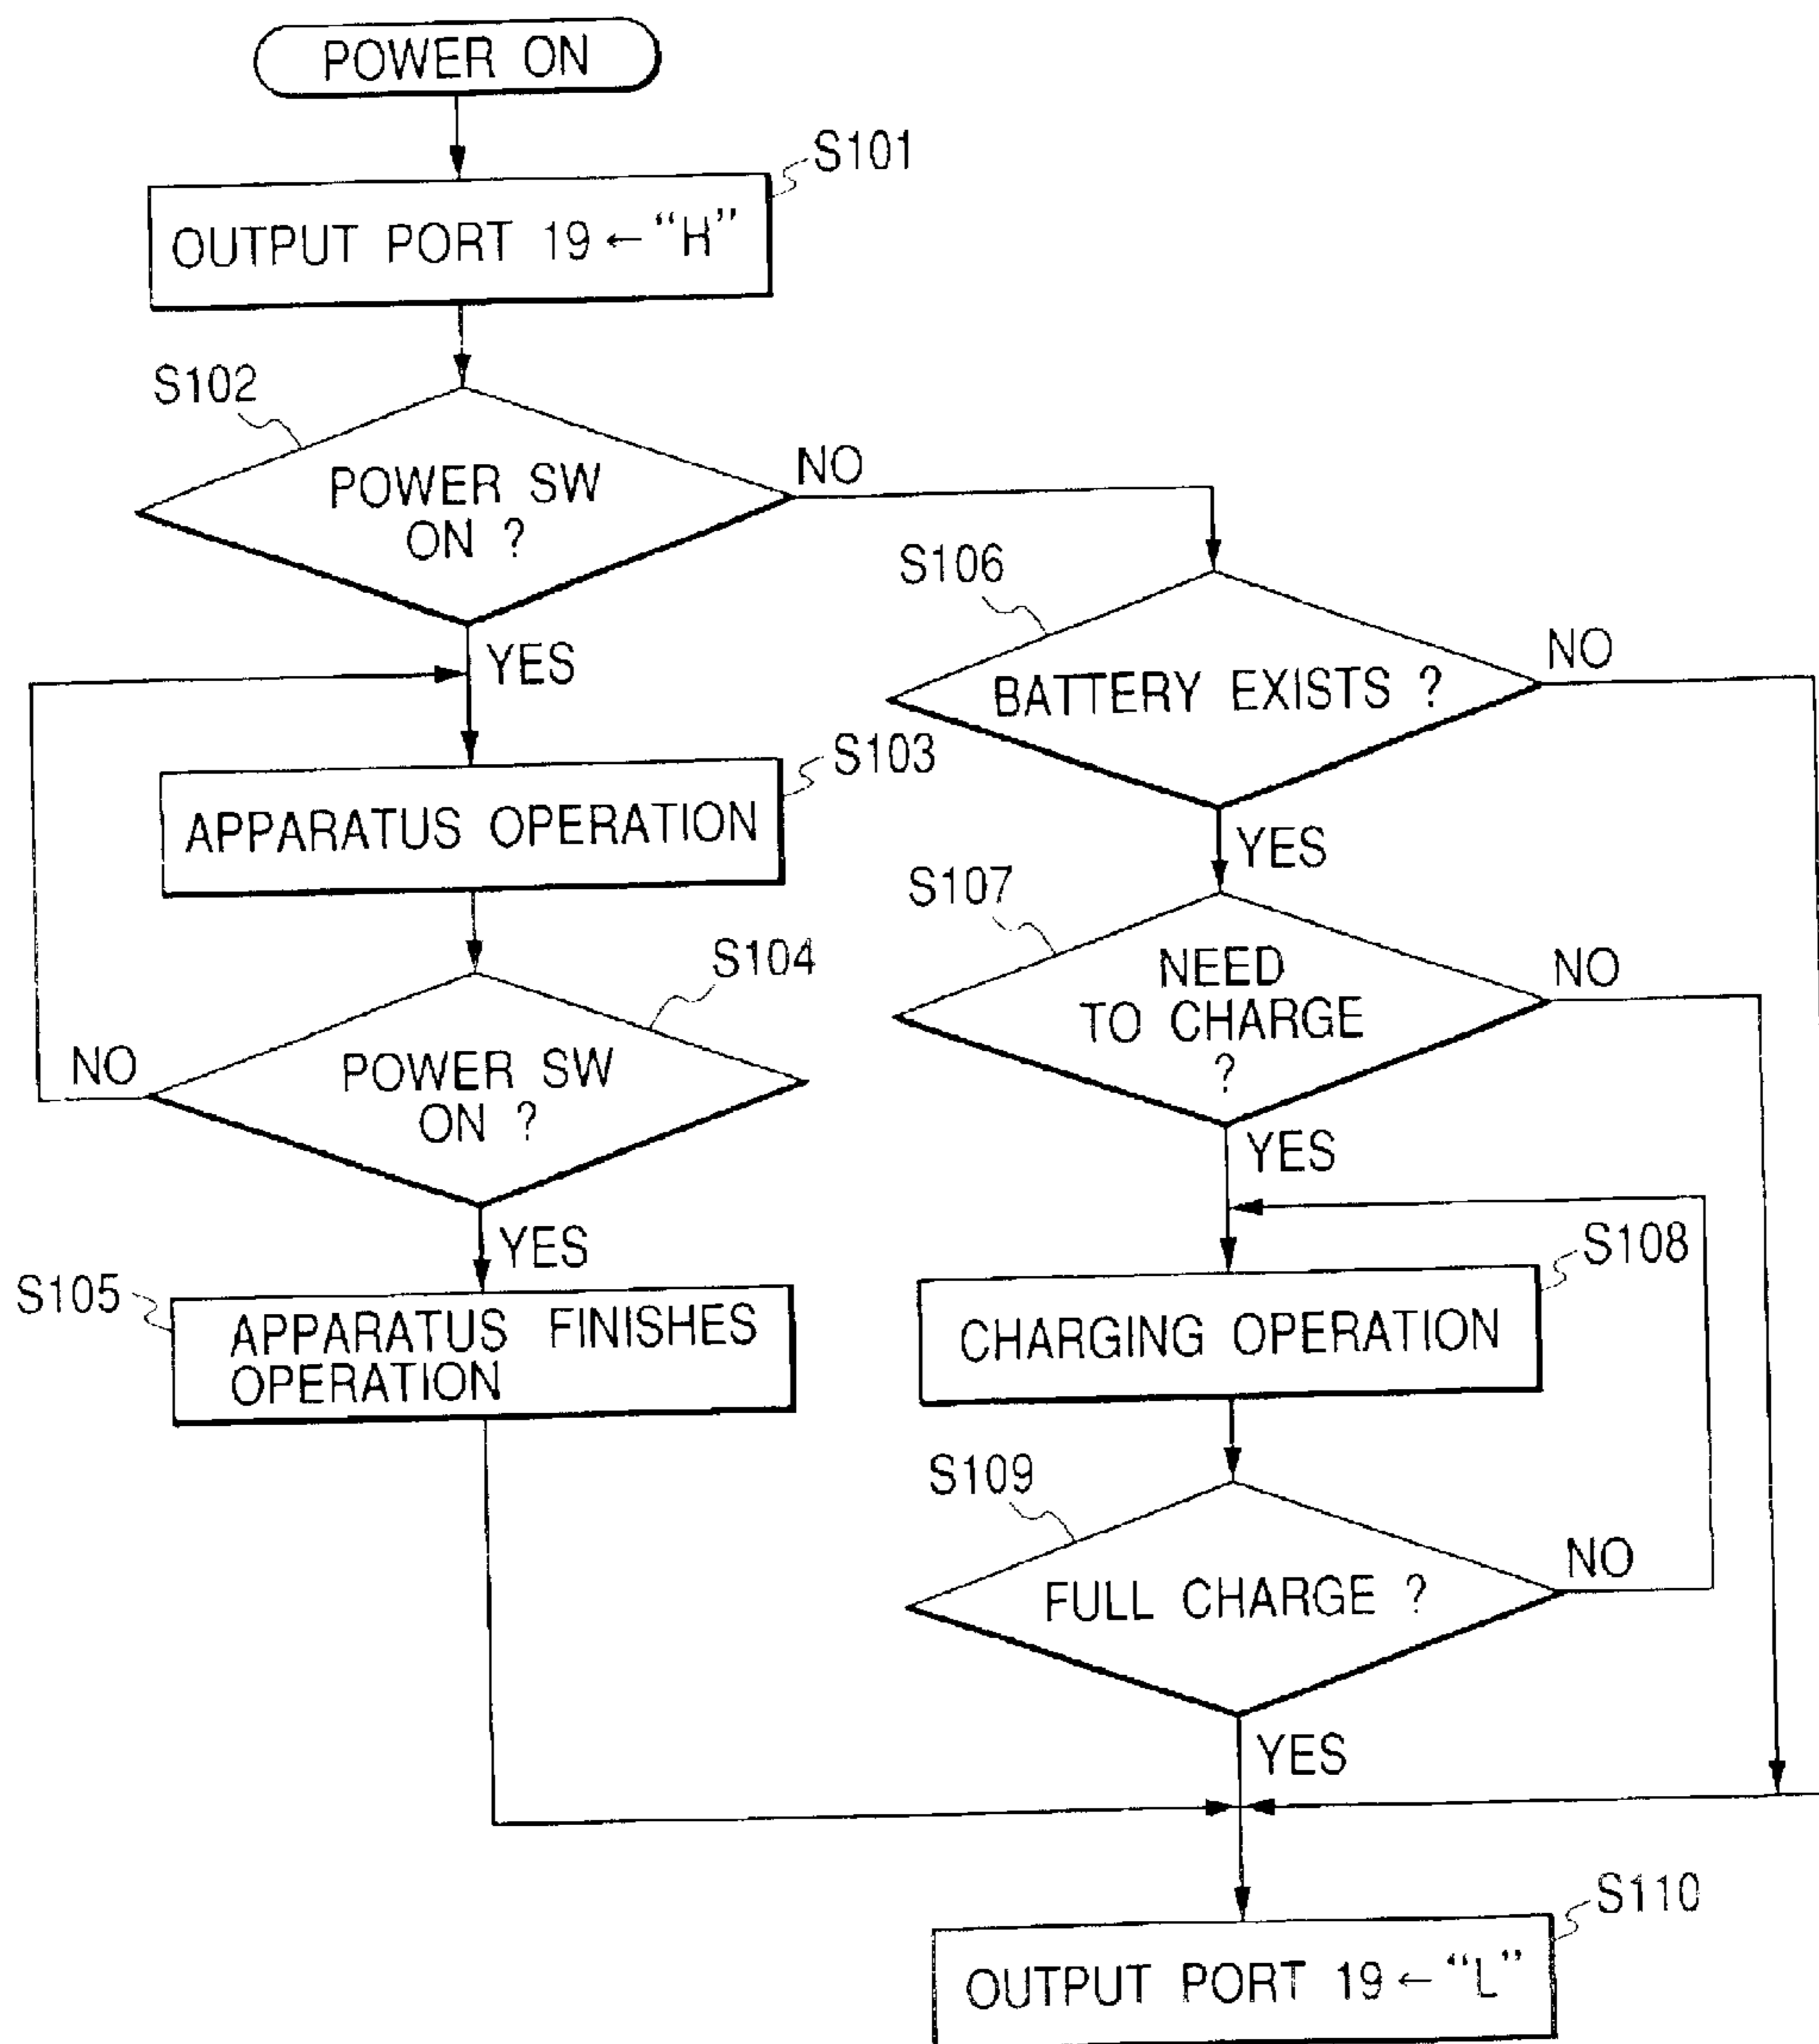 POWER ON
S101
OUTPUT PORT 19 ← “H”
S102
POWER SW
ON ?
NO
YES
S103
APPARATUS OPERATION
S104
POWER SW
ON ?
NO
YES
S105
APPARATUS FINISHES
OPERATION
S106
BATTERY EXISTS ?
NO
YES
S107
NEED
TO CHARGE
?
NO
YES
S108
CHARGING OPERATION
S109
FULL CHARGE ?
NO
YES
S110
OUTPUT PORT 19 ← “L”